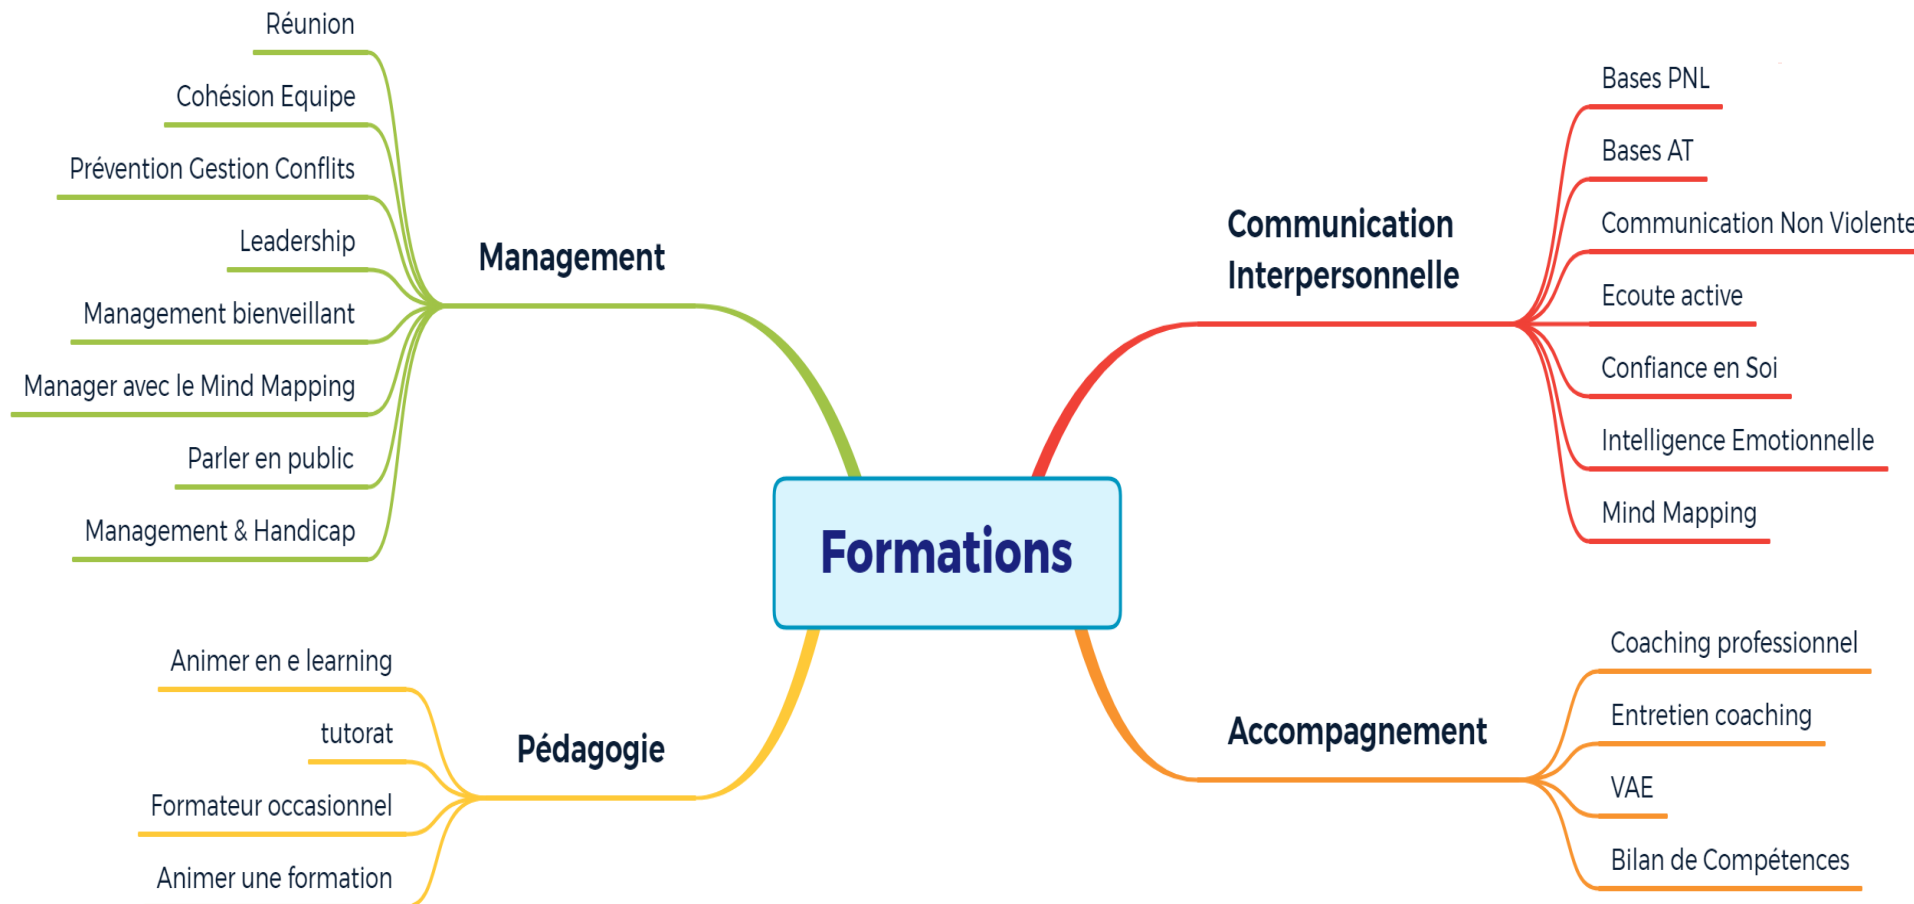 Réunion
Cohésion Equipe
Prévention Gestion Conflits
Leadership
Management bienveillant
Manager avec le Mind Mapping
Parler en public
Management & Handicap
Management
Animer en e learning
tutorat
Formateur occasionnel
Animer une formation
Pédagogie
Formations
Communication
Interpersonnelle
Bases PNL
Bases AT
Communication Non Violente
Ecoute active
Confiance en Soi
Intelligence Emotionnelle
Mind Mapping
Accompagnement
Coaching professionnel
Entretien coaching
VAE
Bilan de Compétences